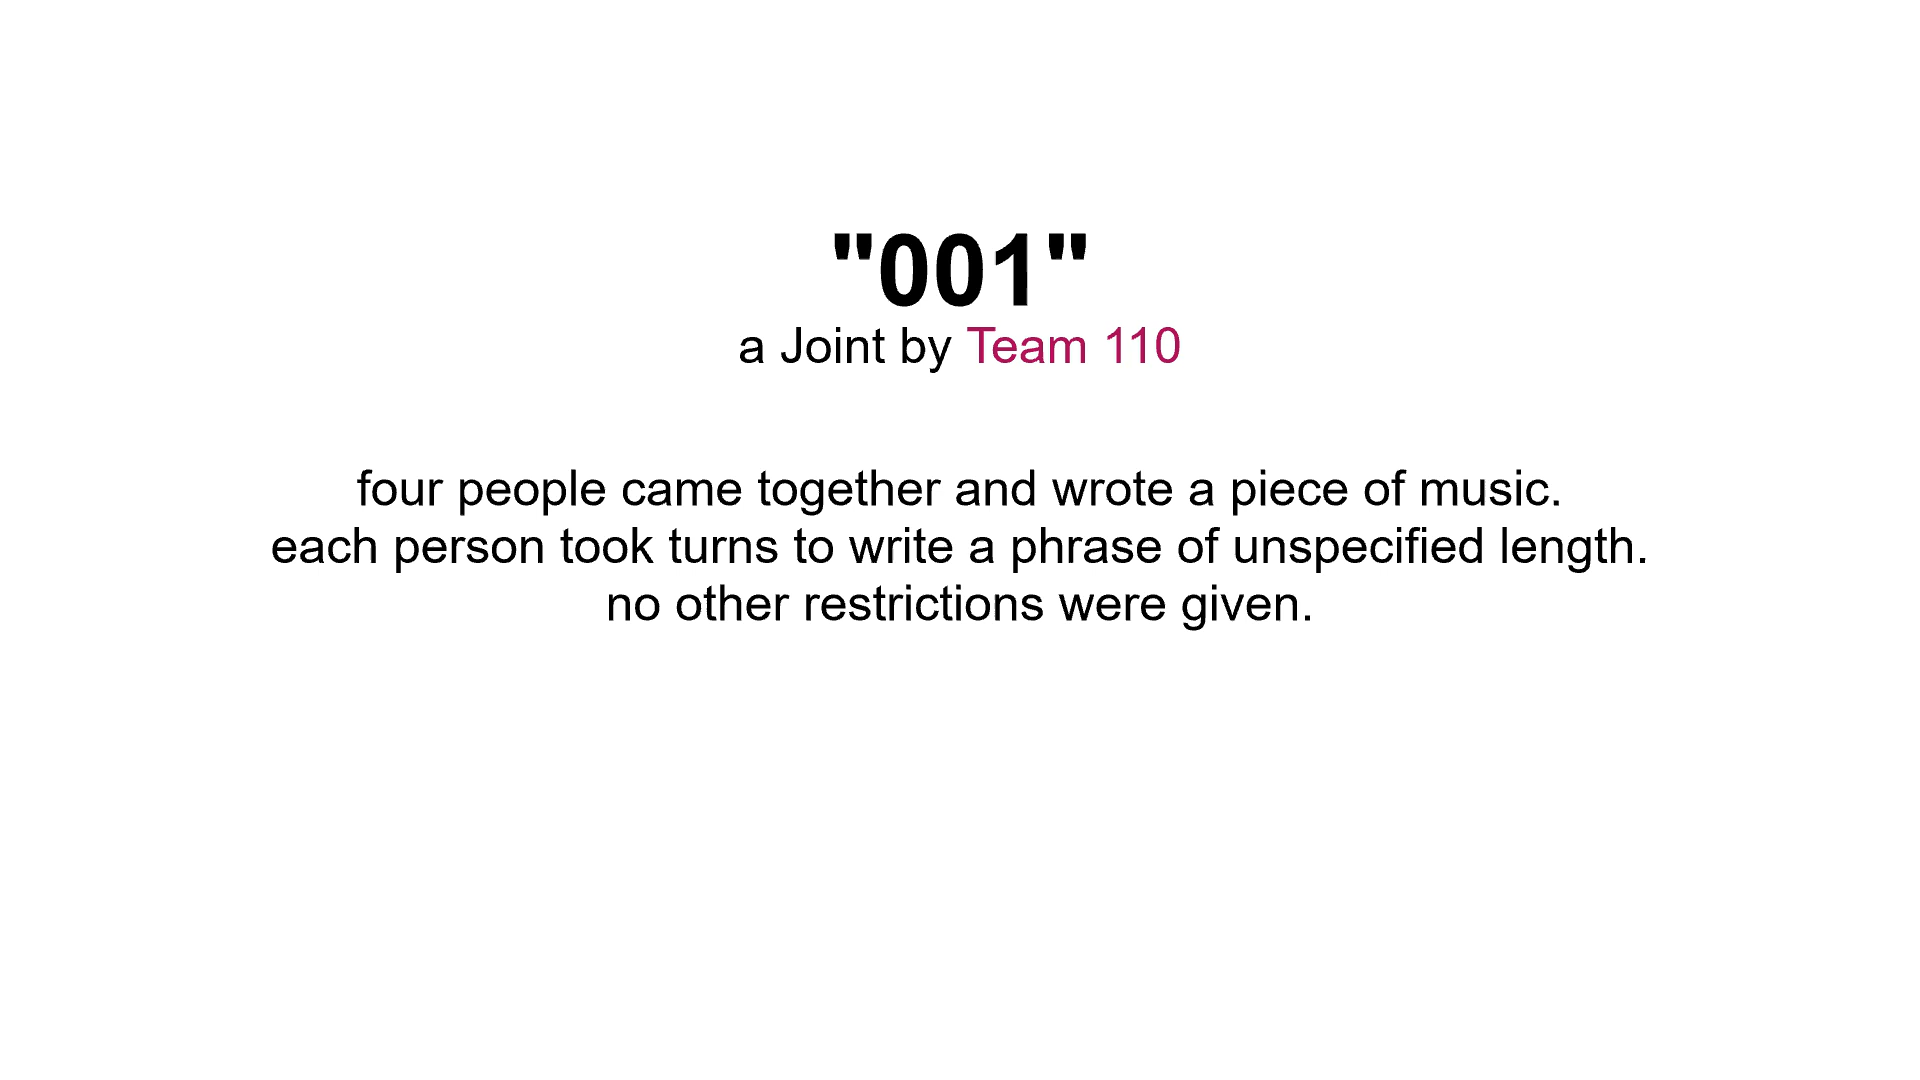 "001"
a Joint by Team 110
four people came together and wrote a piece of music.
each person took turns to write a phrase of unspecified length.
no other restrictions were given.